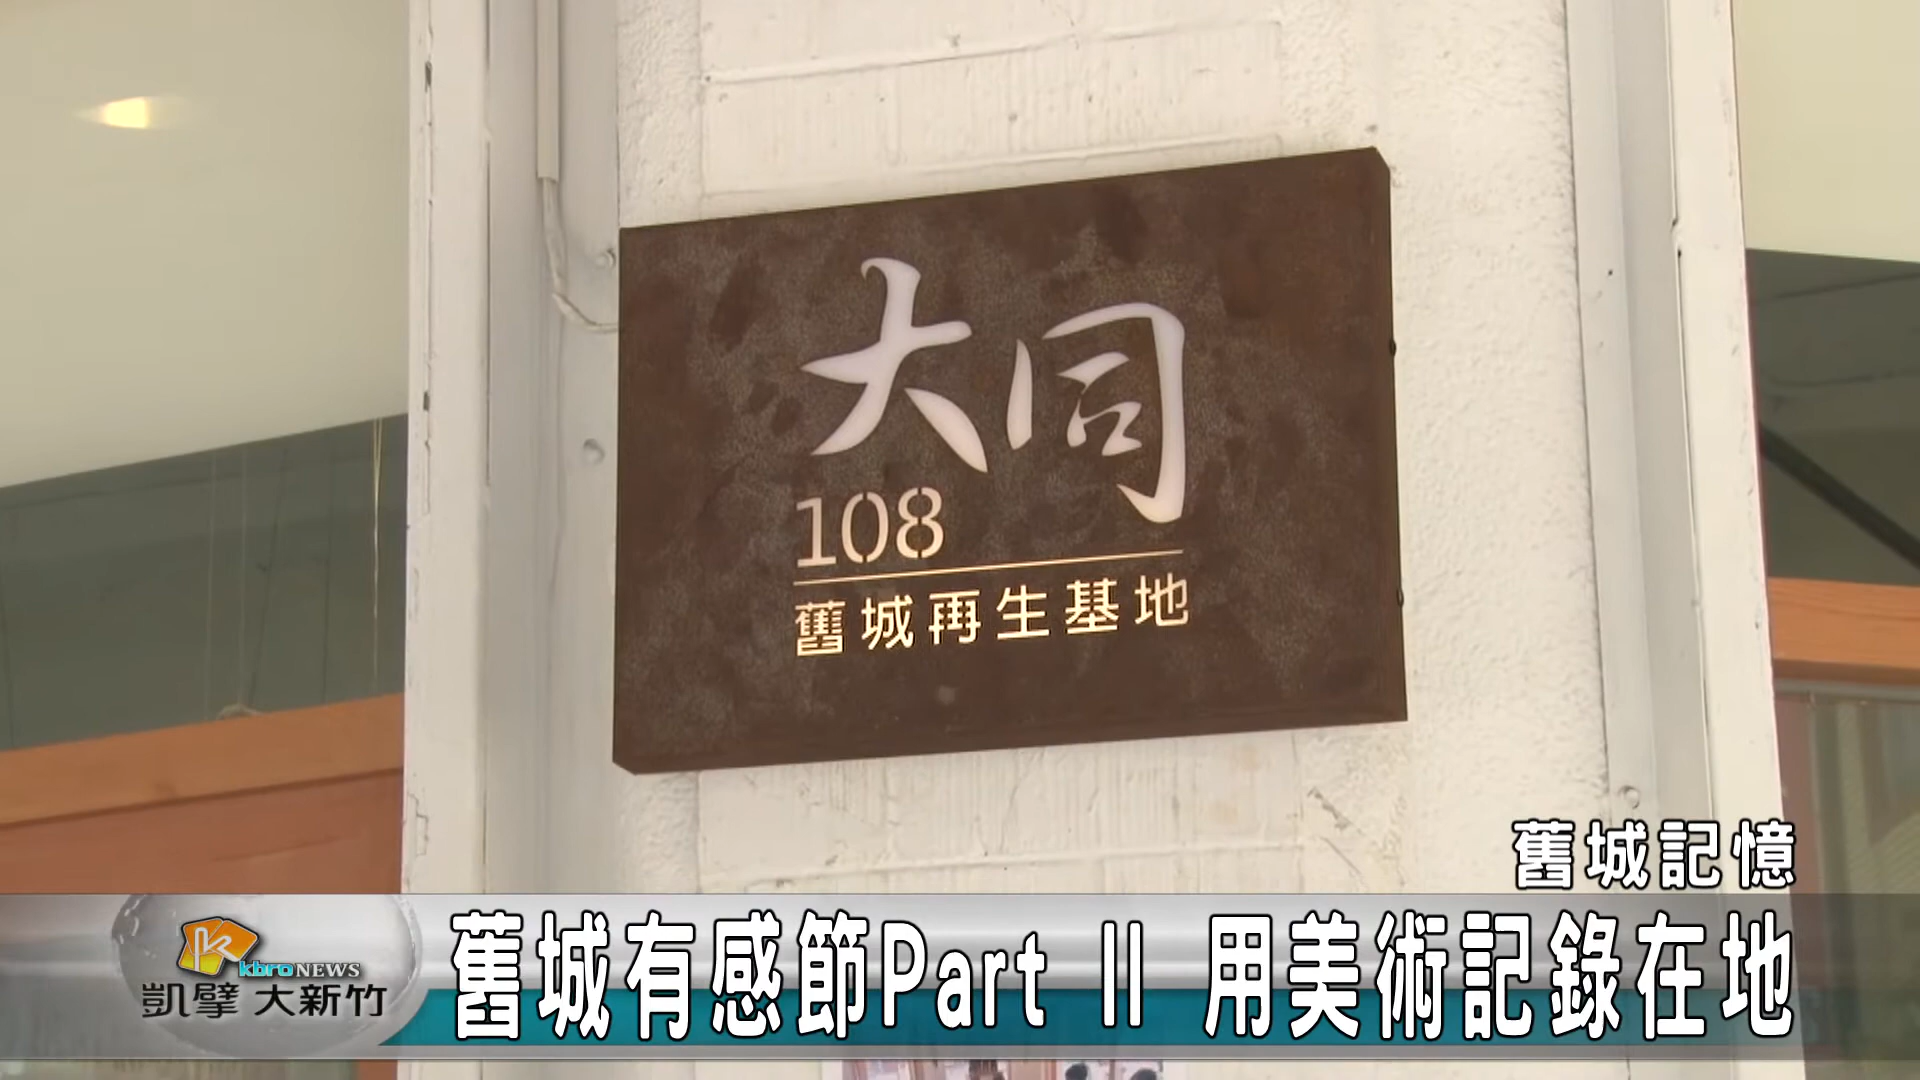 大同
108
舊城再生基地
舊城記憶
舊城有感節Part II 用美術記錄在地
K
kbro NEWS
凱擘 大新竹